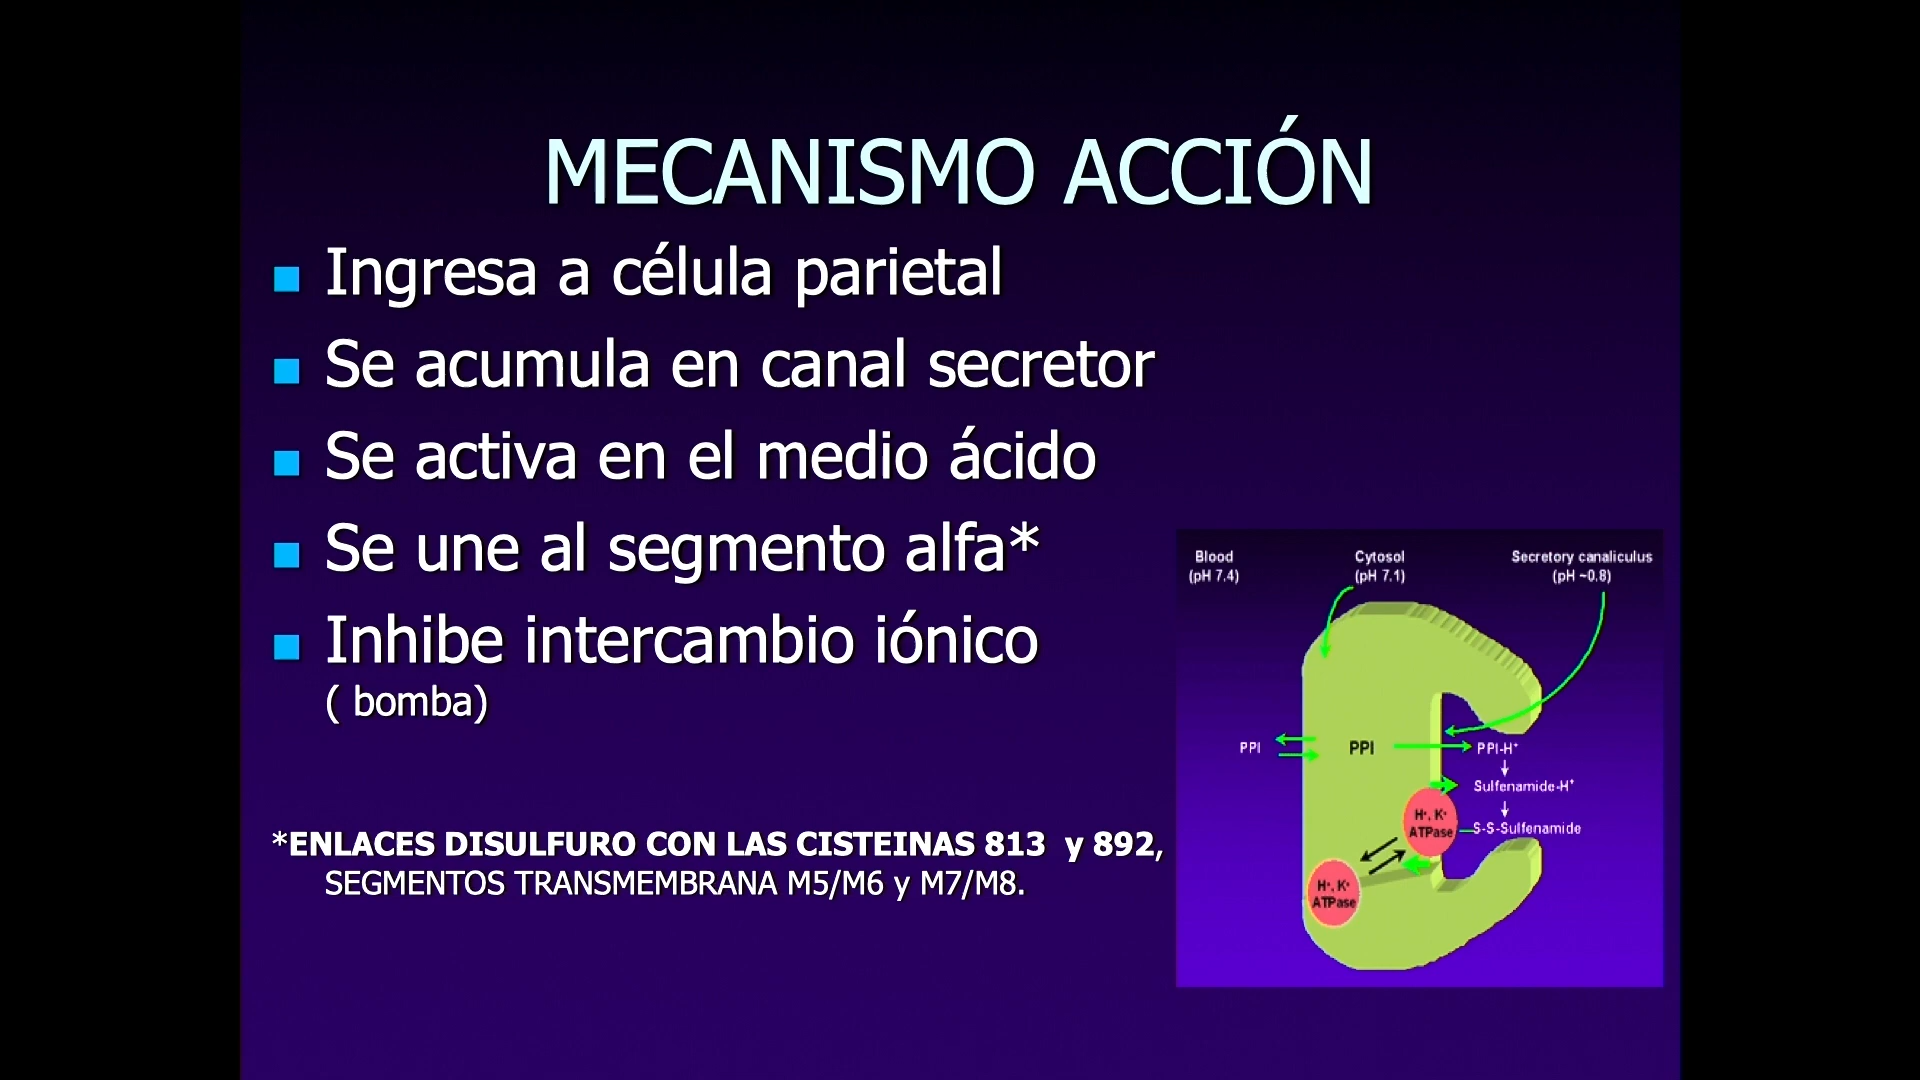 MECANISMO ACCIÓN
Ingresa a célula parietal
Se acumula en canal secretor
Se activa en el medio ácido
Se une al segmento alfa*
Inhibe intercambio iónico
( bomba)
*ENLACES DISULFURO CON LAS CISTEINAS 813 y 892,
SEGMENTOS TRANSMEMBRANA M5/M6 y M7/M8.
Blood
(pH 7.4)
Cytosol
(pH 7.1)
Secretory canaliculus
(pH ~0.8)
PPI
PPI
PPI-H⁺
Sulfenamide-H⁺
S-S-Sulfenamide
H⁺, K⁺
ATPase
H⁺, K⁺
ATPase